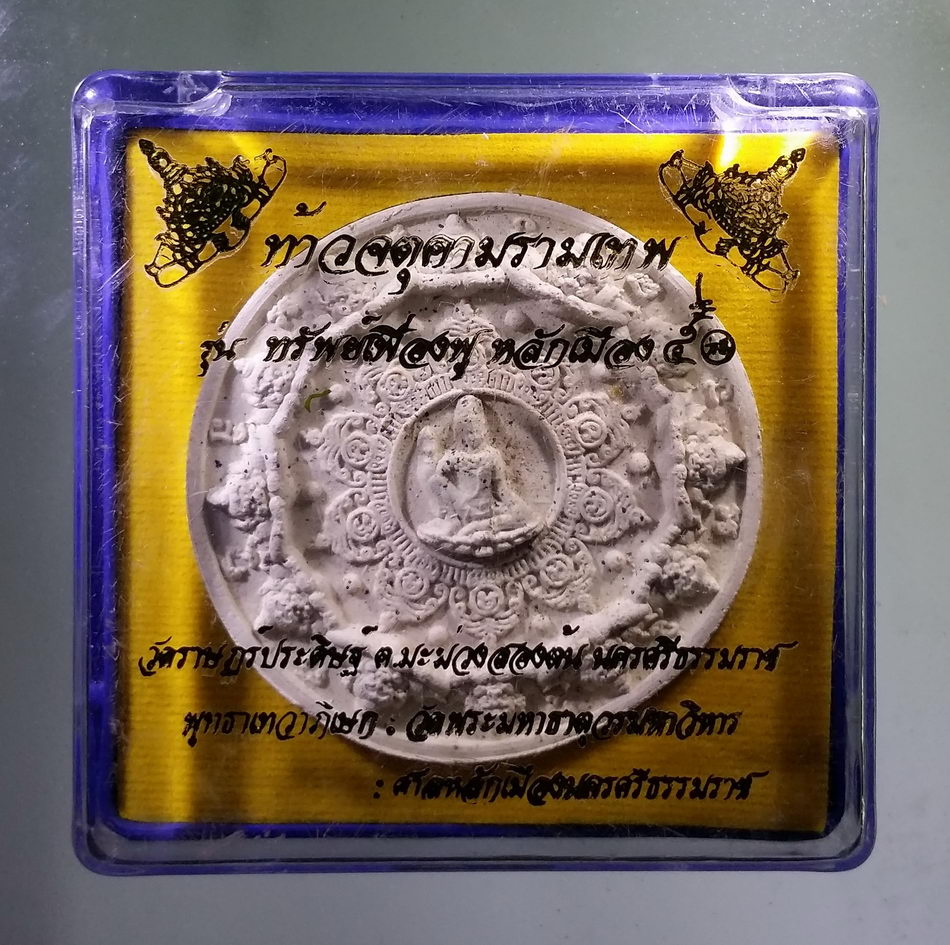 ท้าวจตุคามรามเทพ
รุ่น ทรัพย์เฟื่องฟู หลักเมือง
วัดราษฎร์ประดิษฐ์ ต.มะม่วงสองต้น นครศรีธรรมราช
พุทธาเทวาภิเษก : วัดพระมหาธาตุวรมหาวิหาร
: ศาลหลักเมืองนครศรีธรรมราช